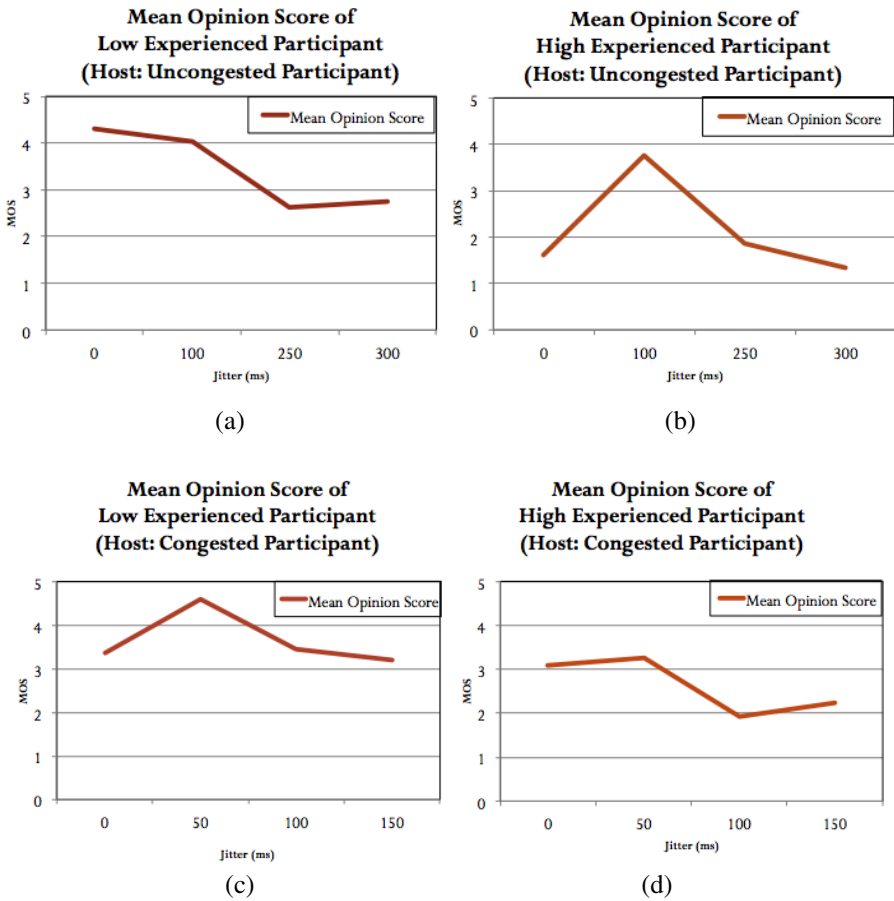 Mean Opinion Score of
Low Experienced Participant
(Host: Uncongested Participant)
5
4
3
2
1
0
MOS
Mean Opinion Score
0 100 250 300
Jitter (ms)
(a)
Mean Opinion Score of
High Experienced Participant
(Host: Uncongested Participant)
5
4
3
2
1
0
MOS
Mean Opinion Score
0 100 250 300
Jitter (ms)
(b)
Mean Opinion Score of
Low Experienced Participant
(Host: Congested Participant)
5
4
3
2
1
0
MOS
Mean Opinion Score
0 50 100 150
Jitter (ms)
(c)
Mean Opinion Score of
High Experienced Participant
(Host: Congested Participant)
5
4
3
2
1
0
MOS
Mean Opinion Score
0 50 100 150
Jitter (ms)
(d)